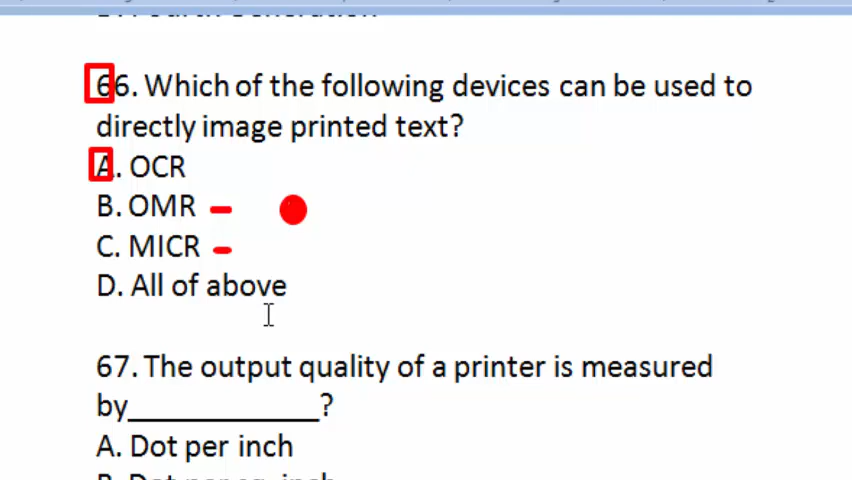 66. Which of the following devices can be used to
directly image printed text?
A. OCR
B. OMR
C. MICR
D. All of above
67. The output quality of a printer is measured
by____________?
A. Dot per inch